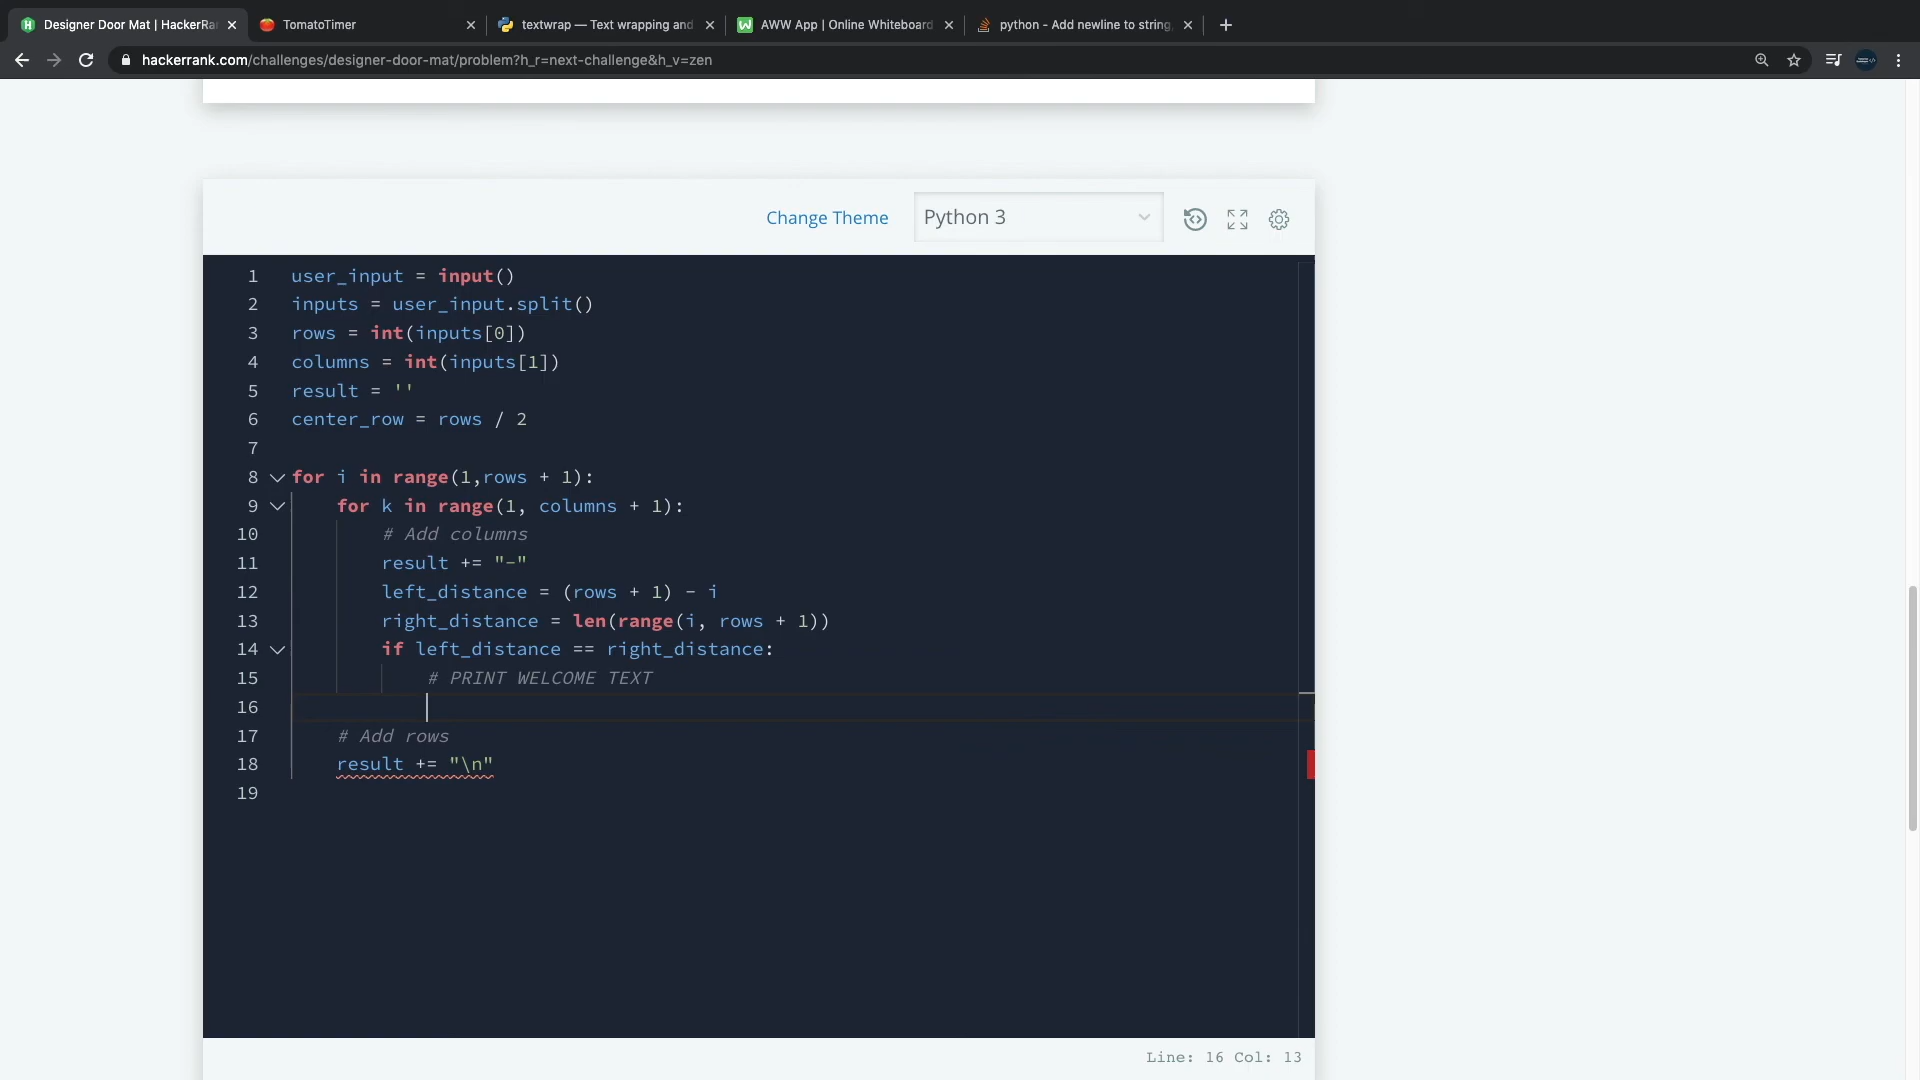 Designer Door Mat | HackerRa
TomatoTimer
textwrap — Text wrapping and
AWW App | Online Whiteboard
python - Add newline to string,
hackerrank.com/challenges/designer-door-mat/problem?h_r=next-challenge&h_v=zen
Change Theme
Python 3
1 user_input = input()
2 inputs = user_input.split()
3 rows = int(inputs[0])
4 columns = int(inputs[1])
5 result = ''
6 center_row = rows / 2
7
8 for i in range(1,rows + 1):
9 for k in range(1, columns + 1):
10 # Add columns
11 result += "-"
12 left_distance = (rows + 1) - i
13 right_distance = len(range(i, rows + 1))
14 if left_distance == right_distance:
15 # PRINT WELCOME TEXT
16
17 # Add rows
18 result += "\n"
19
Line: 16 Col: 13